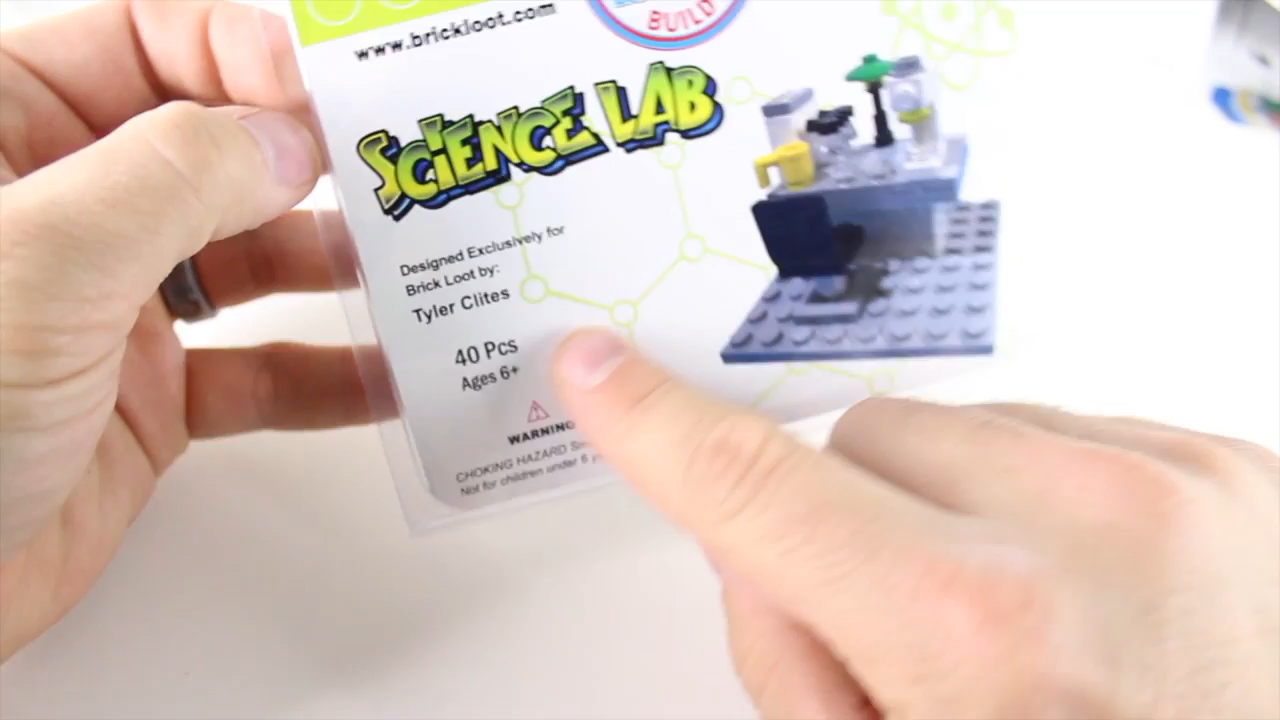 www.brickloot.com
BUILD
SCIENCE LAB
Designed Exclusively for
Brick Loot by:
Tyler Clites
40 Pcs
Ages 6+
WARNING
CHOKING HAZARD
Not for children under 6